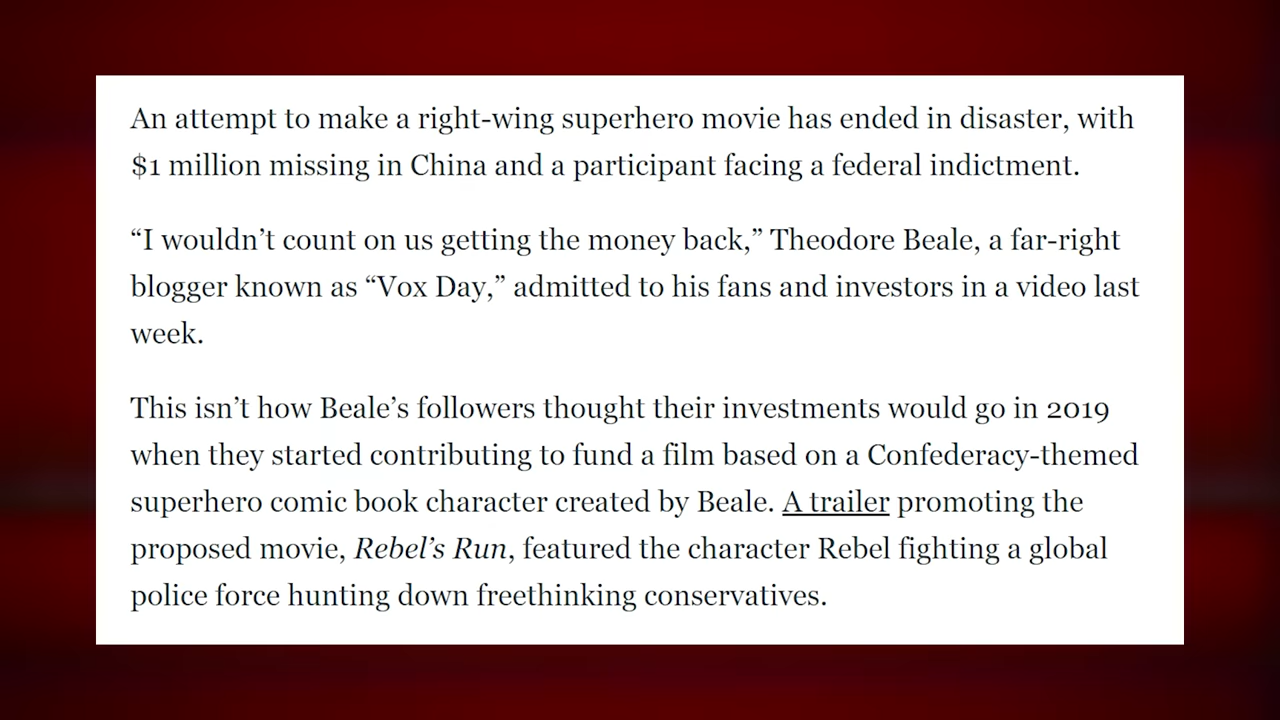 An attempt to make a right-wing superhero movie has ended in disaster, with
$1 million missing in China and a participant facing a federal indictment.
“I wouldn’t count on us getting the money back,” Theodore Beale, a far-right
blogger known as “Vox Day,” admitted to his fans and investors in a video last
week.
This isn’t how Beale’s followers thought their investments would go in 2019
when they started contributing to fund a film based on a Confederacy-themed
superhero comic book character created by Beale. A trailer promoting the
proposed movie, Rebel’s Run, featured the character Rebel fighting a global
police force hunting down freethinking conservatives.